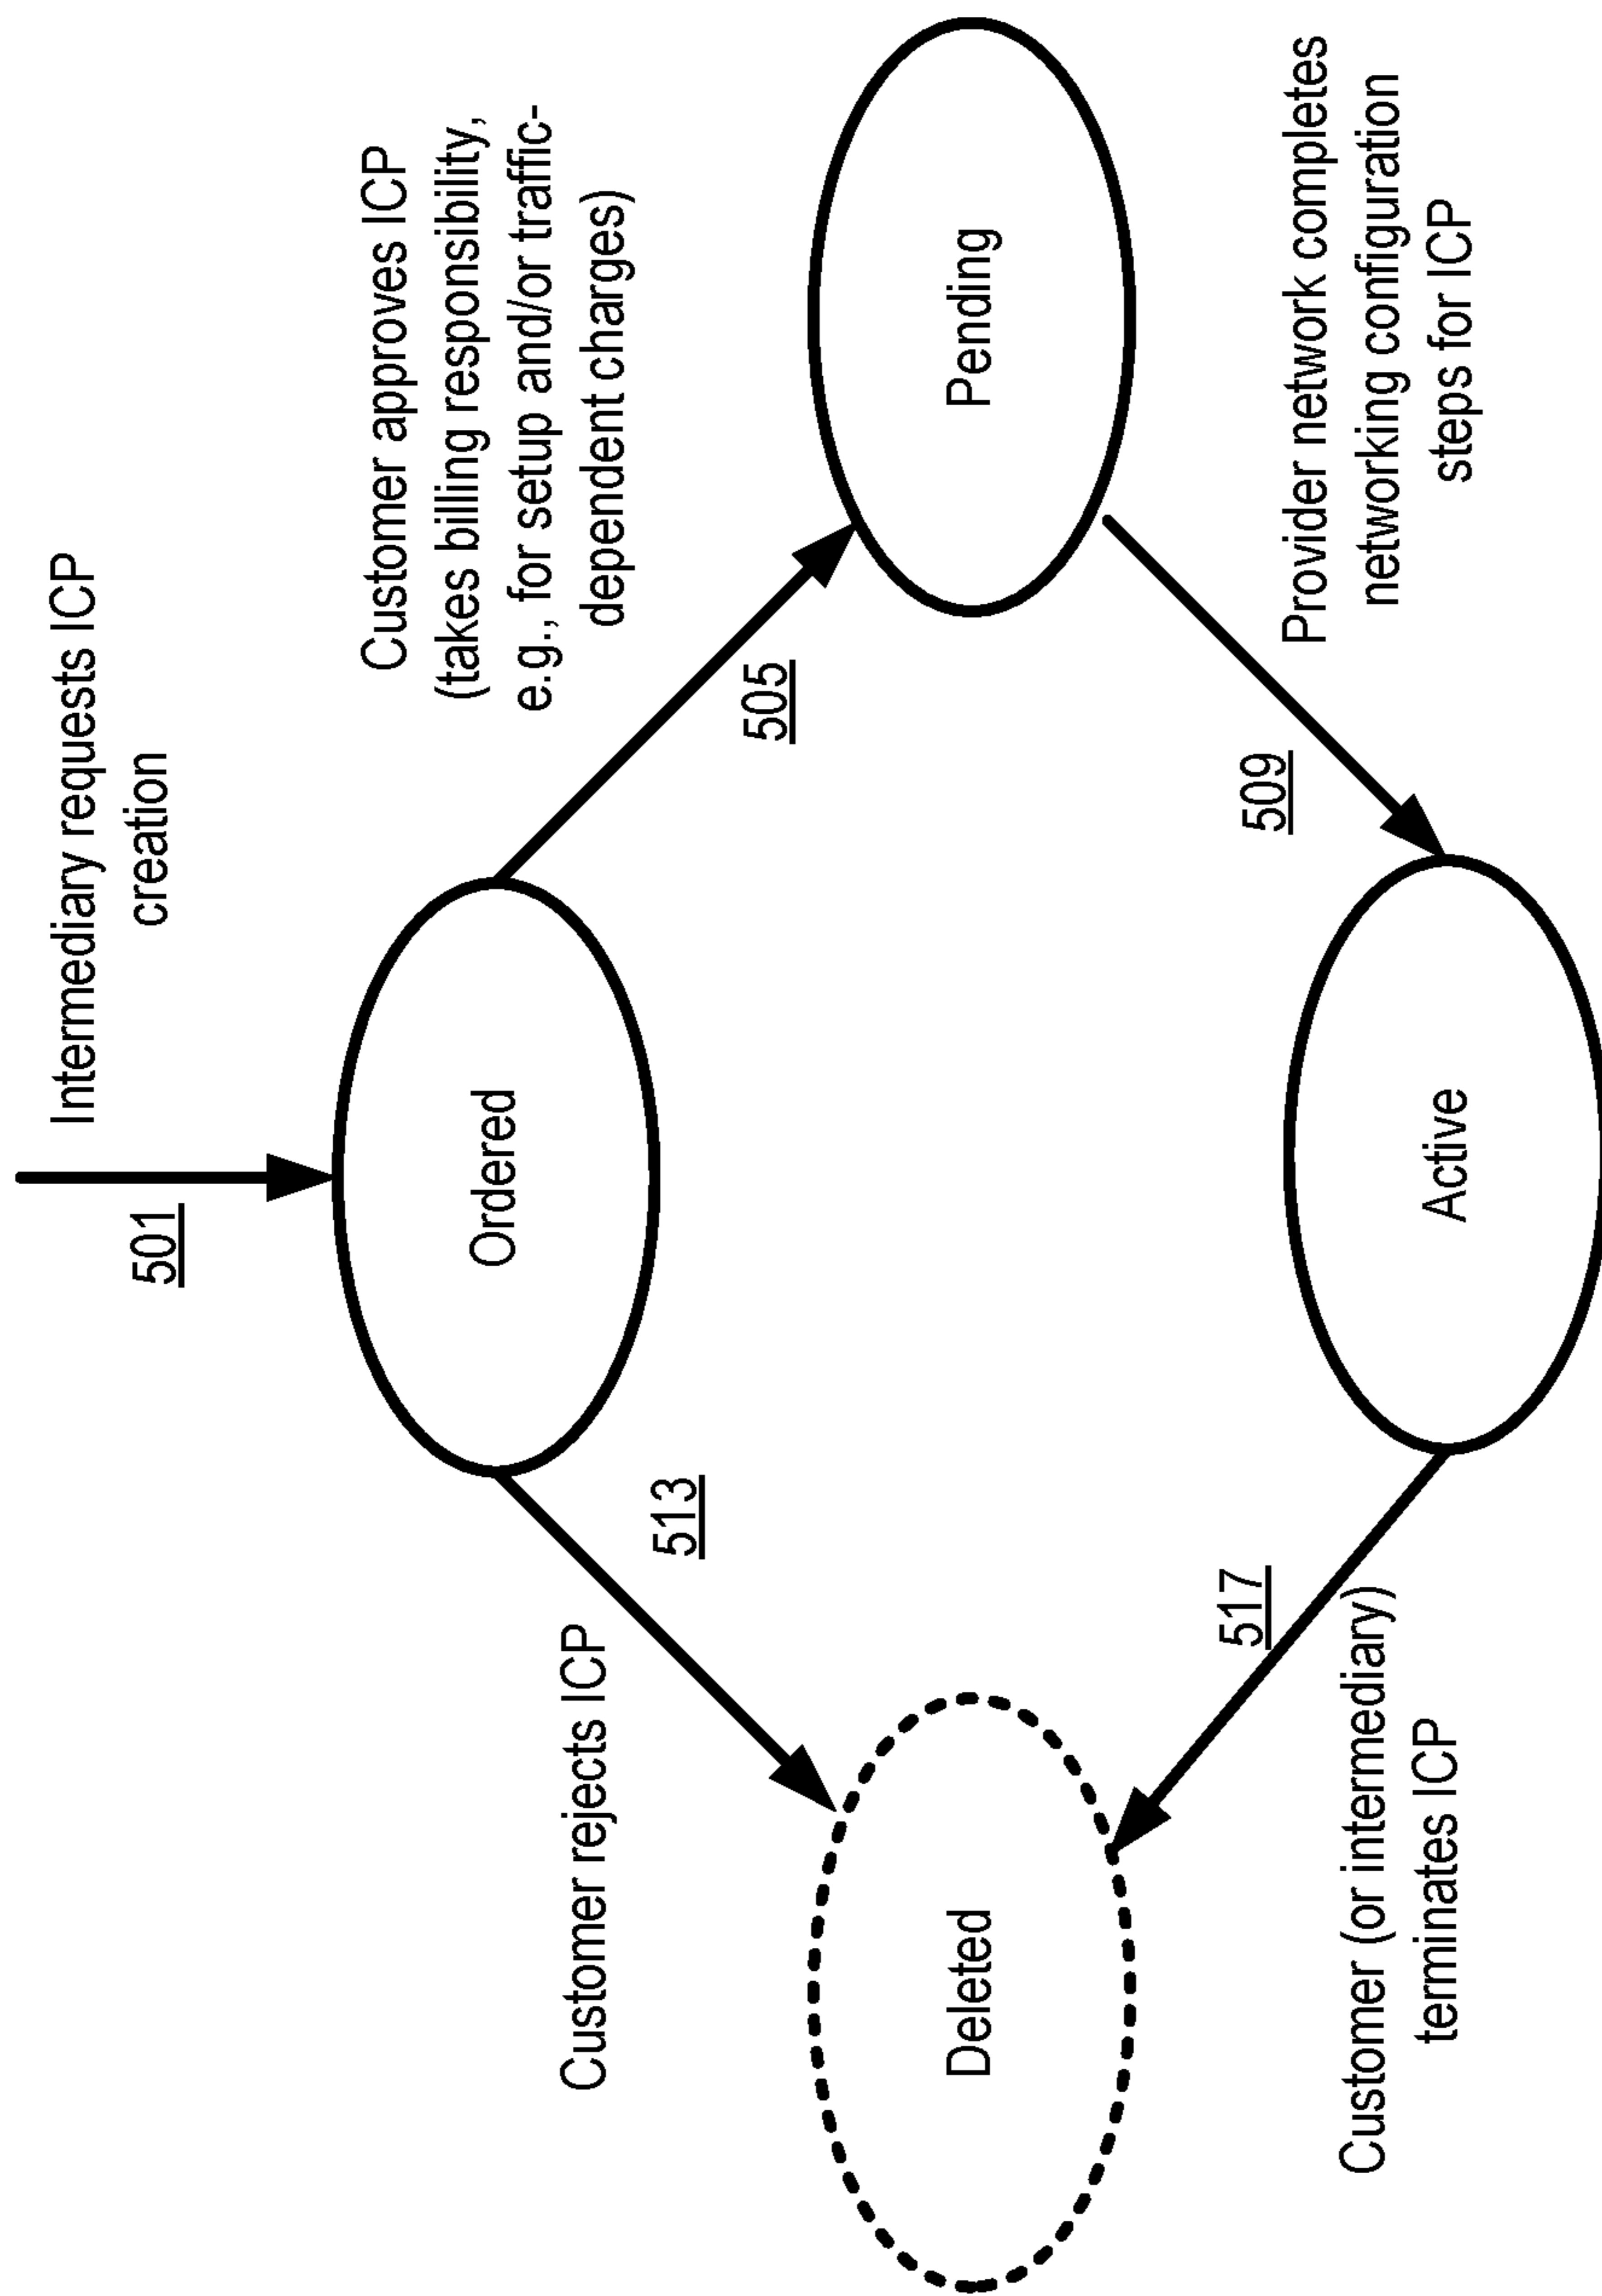 Intermediary requests ICP
creation
501
Customer approves ICP
(takes billing responsibility,
e.g., for setup and/or traffic-
dependent charges)
Ordered
505
513
Customer rejects ICP
Pending
Deleted
509
Provider network completes
networking configuration
steps for ICP
517
Customer (or intermediary)
terminates ICP
Active